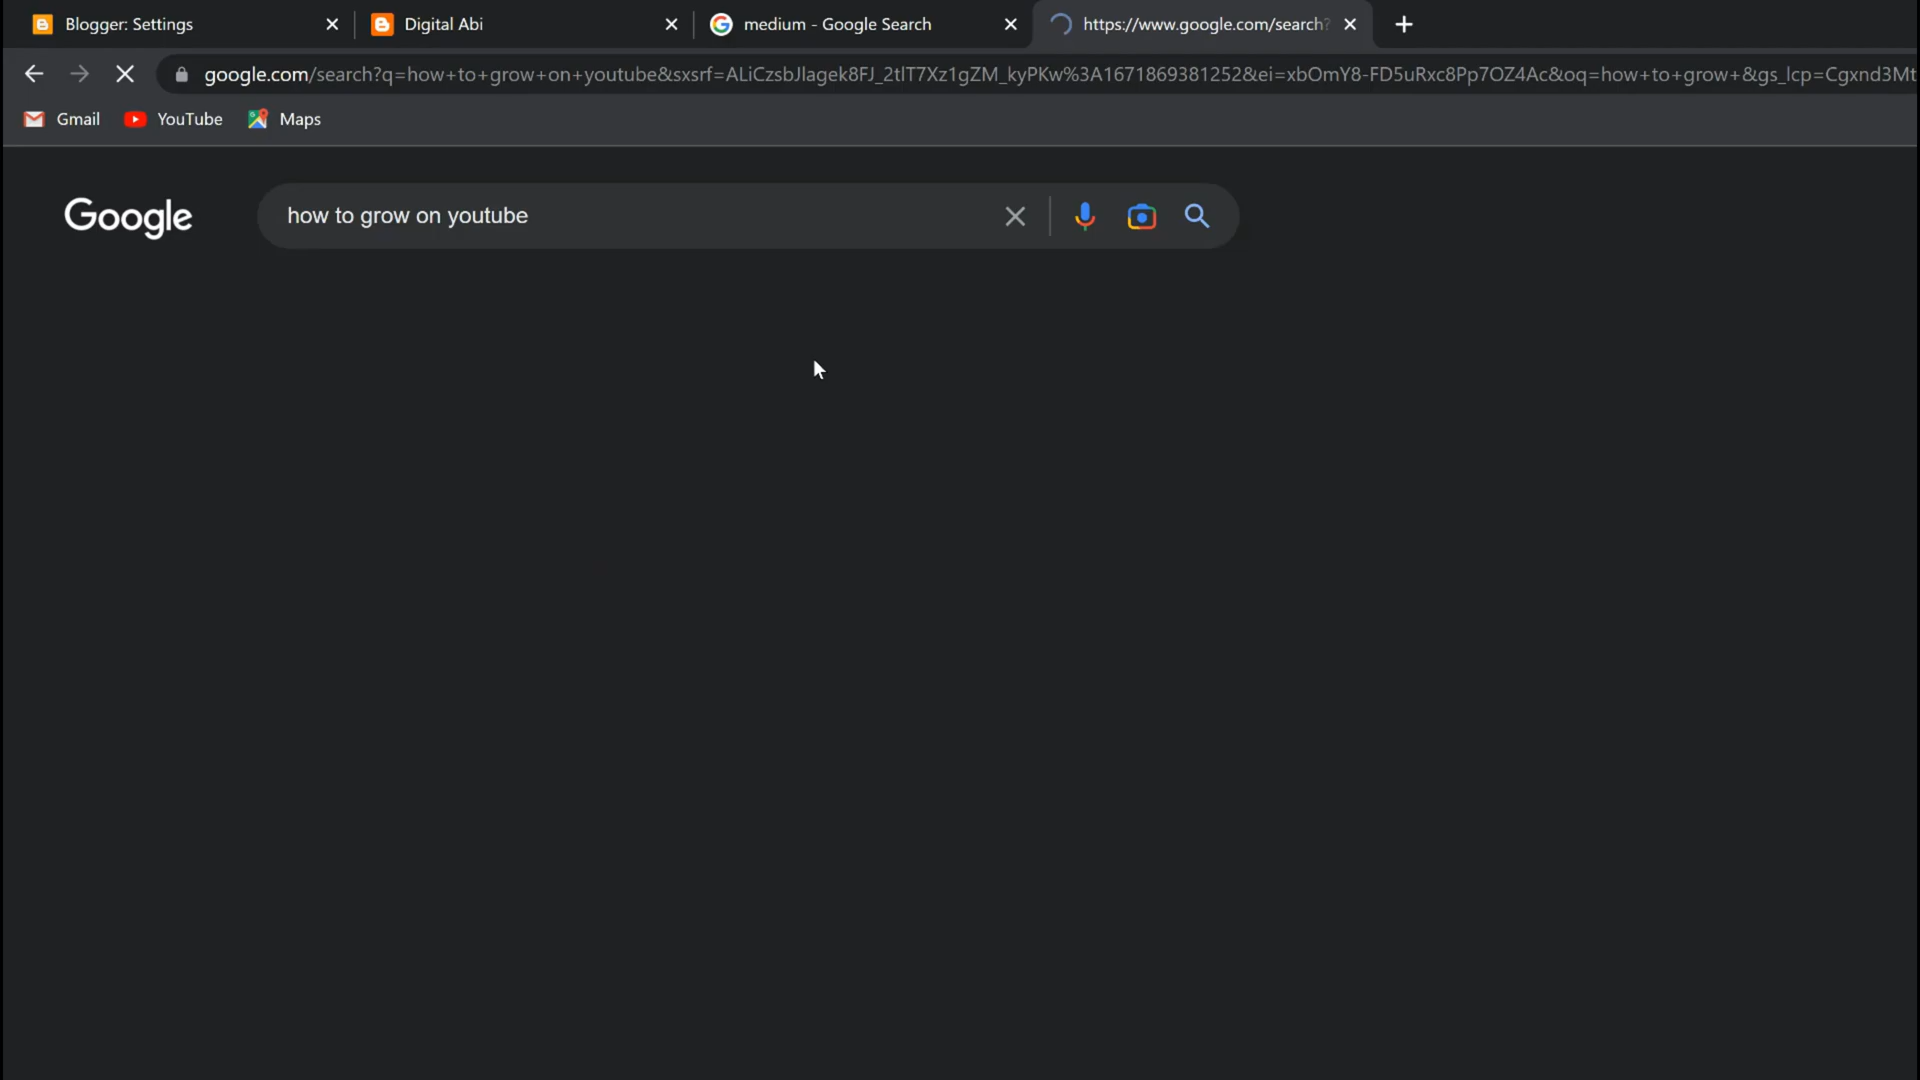 Blogger: Settings
Digital Abi
medium - Google Search
https://www.google.com/search?
google.com/search?q=how+to+grow+on+youtube&sxsrf=ALiCzsbJlagek8FJ_2tIT7Xz1gZM_kyPKw%3A1671869381252&ei=xbOmY8-FD5uRxc8Pp7OZ4Ac&oq=how+to+grow+&gs_lcp=Cgxnd3Mt
Gmail
YouTube
Maps
Google
how to grow on youtube